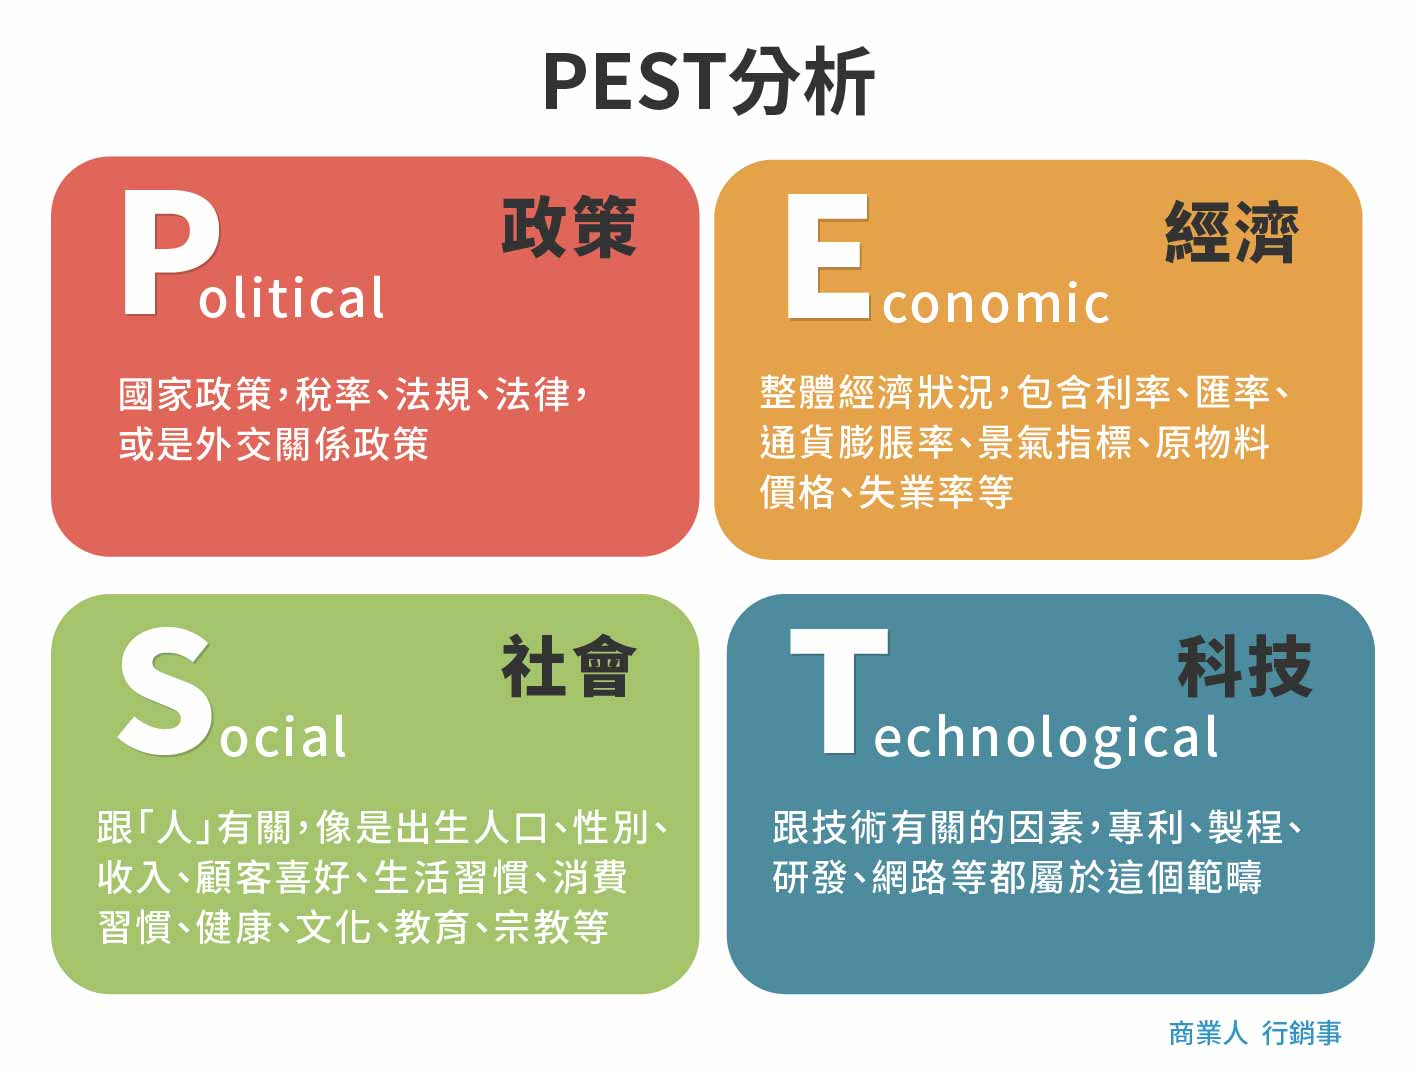 PEST分析
Political
政策
國家政策，稅率、法規、法律，
或是外交關係政策
Economic
經濟
整體經濟狀況，包含利率、匯率、
通貨膨脹率、景氣指標、原物料
價格、失業率等
Social
社會
跟「人」有關，像是出生人口、性別、
收入、顧客喜好、生活習慣、消費
習慣、健康、文化、教育、宗教等
Technological
科技
跟技術有關的因素，專利、製程、
研發、網路等都屬於這個範疇
商業人 行銷事